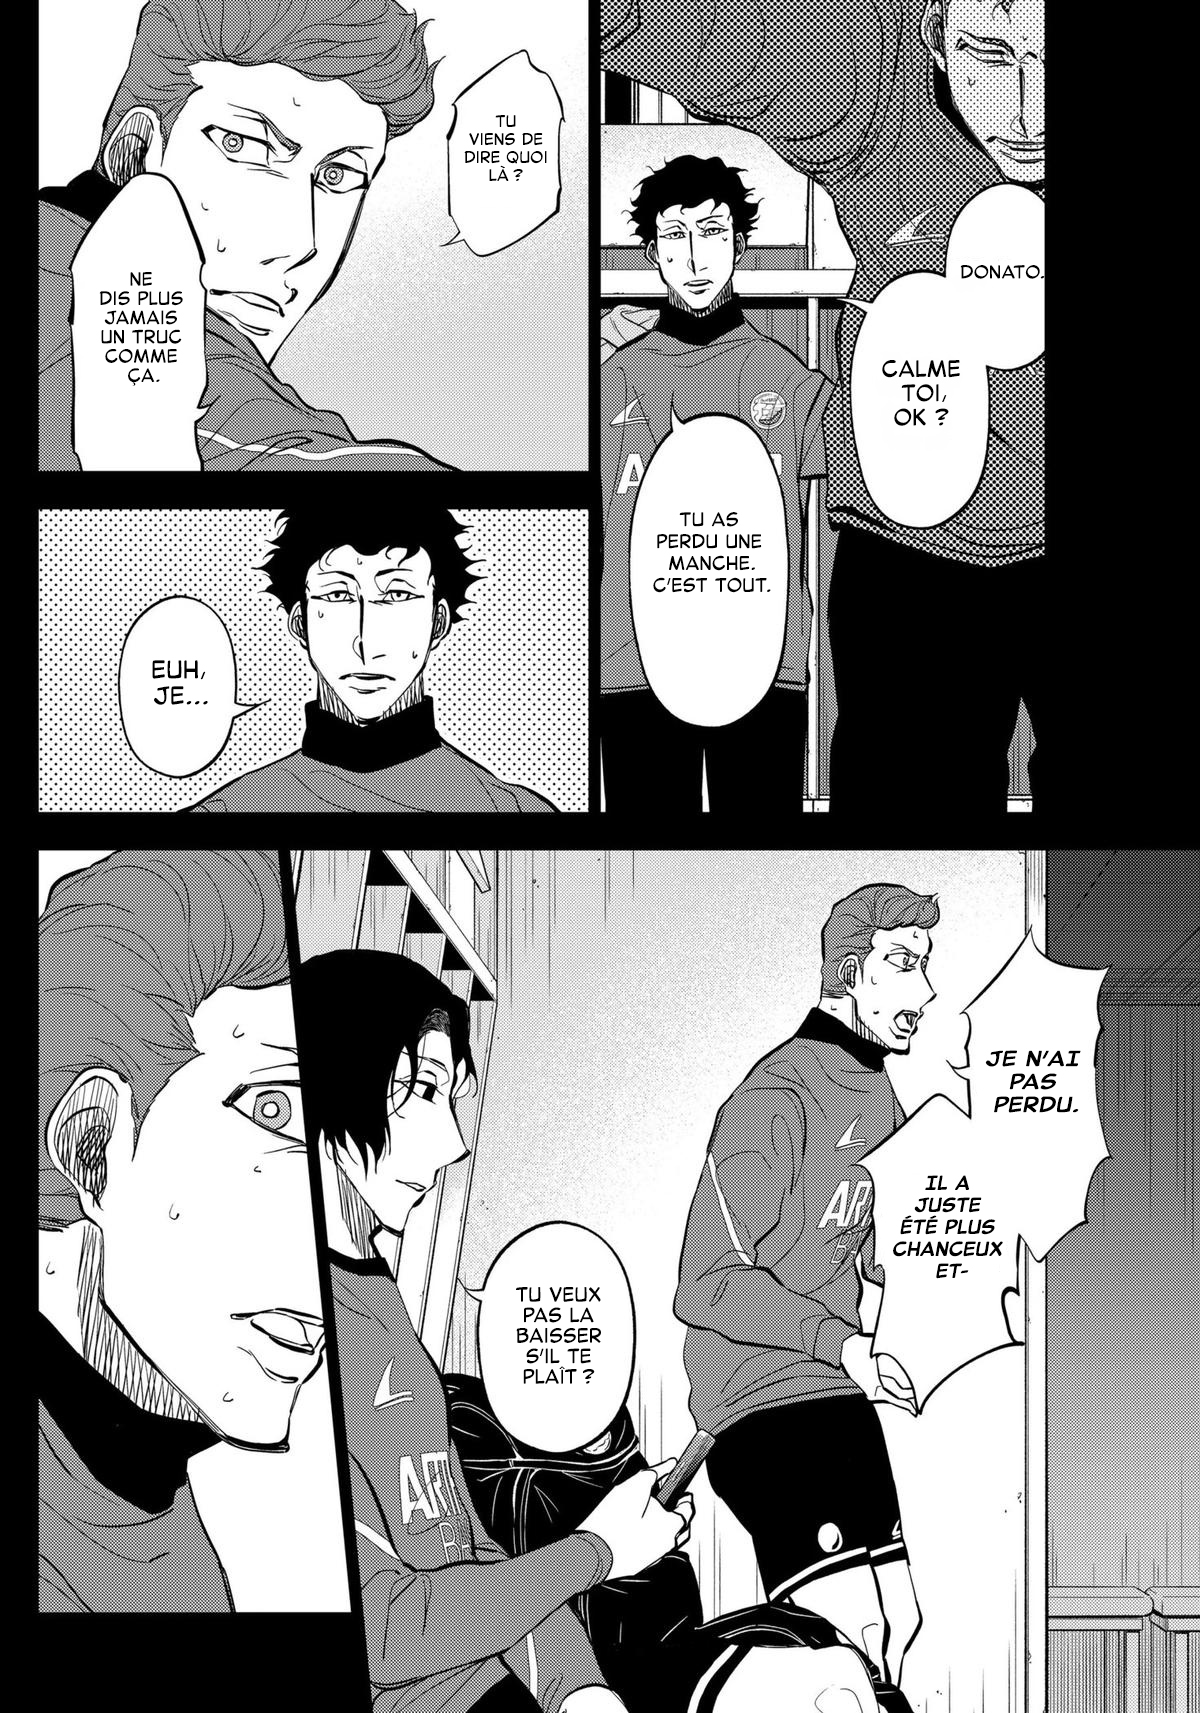 DONATO.
CALME
TOI,
OK ?
TU AS
PERDU UNE
MANCHE.
C'EST TOUT.
TU
VIENS DE
DIRE QUOI
LÀ ?
NE
DIS PLUS
JAMAIS
UN TRUC
COMME
ÇA.
EUH,
JE...
JE N'AI
PAS
PERDU.
IL A
JUSTE
ÉTÉ PLUS
CHANCEUX
ET-
TU VEUX
PAS LA
BAISSER
S'IL TE
PLAÎT ?